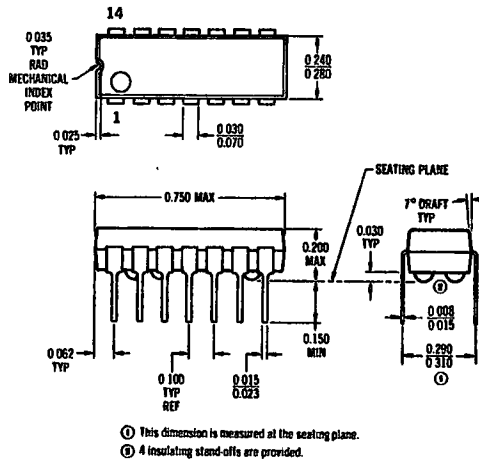 14
0 035
TYP
RAD
MECHANICAL
INDEX
POINT
0.240
0.280
1
0 025
TYP
0 030
0.070
SEATING PLANE
0.750 MAX
7° DRAFT
TYP
0.030
TYP
0.200
MAX
0.008
0 015
0.150
MIN
0 062
TYP
0 100
TYP
REF
0 015
0.023
0.290
0 310
This dimension is measured at the seating plane.
4 insulating stand-offs are provided.